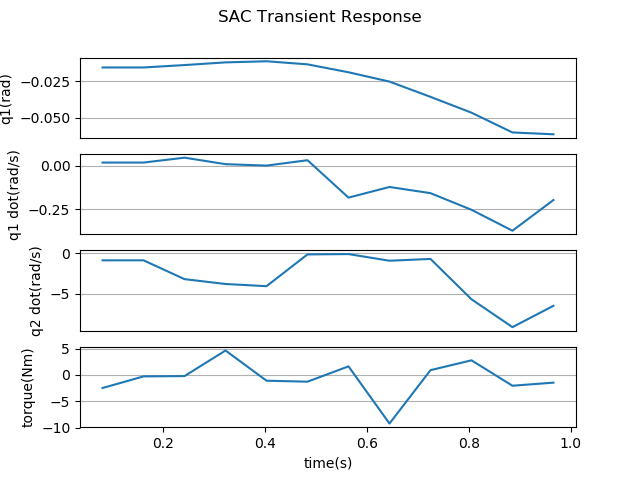 SAC Transient Response
q1(rad)
−0.025
−0.050
q1 dot(rad/s)
0.00
−0.25
q2 dot(rad/s)
0
−5
torque(Nm)
5
0
−5
−10
0.2 0.4 0.6 0.8 1.0
time(s)